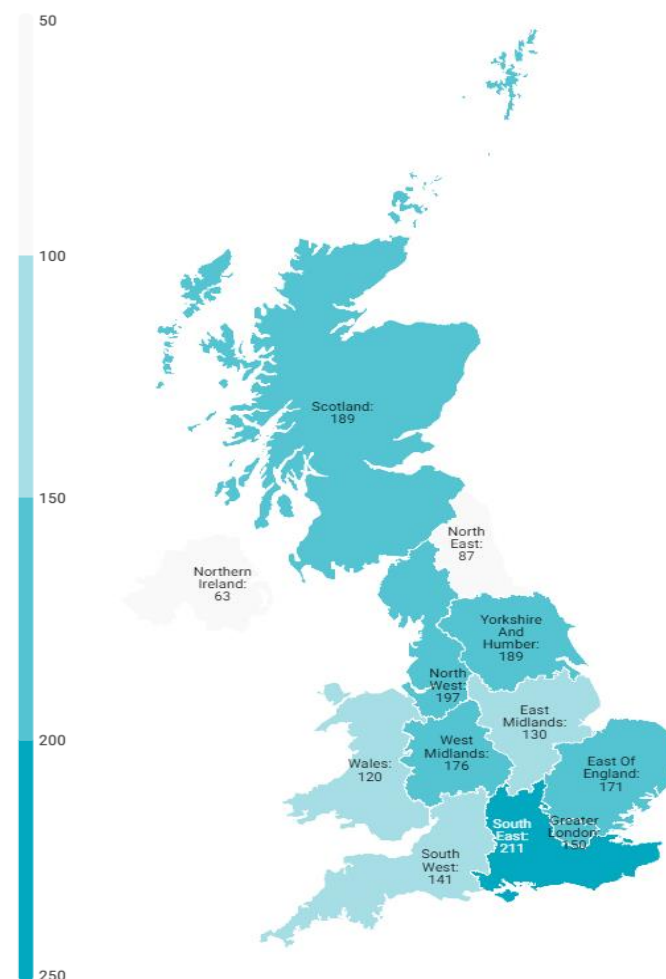 50
100
150
200
250
Scotland:
189
North
East:
87
Northern
Ireland:
63
Yorkshire
And
Humber:
189
North
West:
197
East
Midlands:
130
West
Midlands:
176
Wales:
120
East Of
England:
171
Greater
London:
150
South
East:
211
South
West:
141